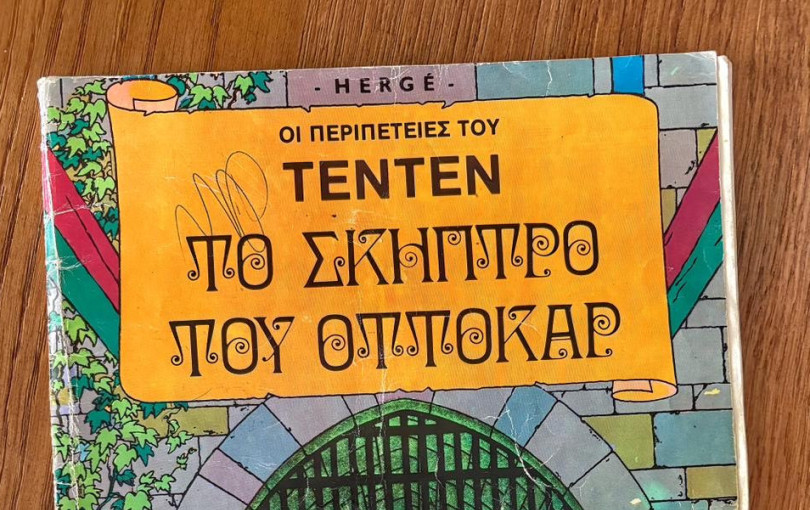 - HERGÉ -
ΟΙ ΠΕΡΙΠΕΤΕΙΕΣ ΤΟΥ
ΤΕΝΤΕΝ
ΤΟ ΣΚΗΠΤΡΟ
ΤΟΥ ΟΤΤΟΚΑΡ